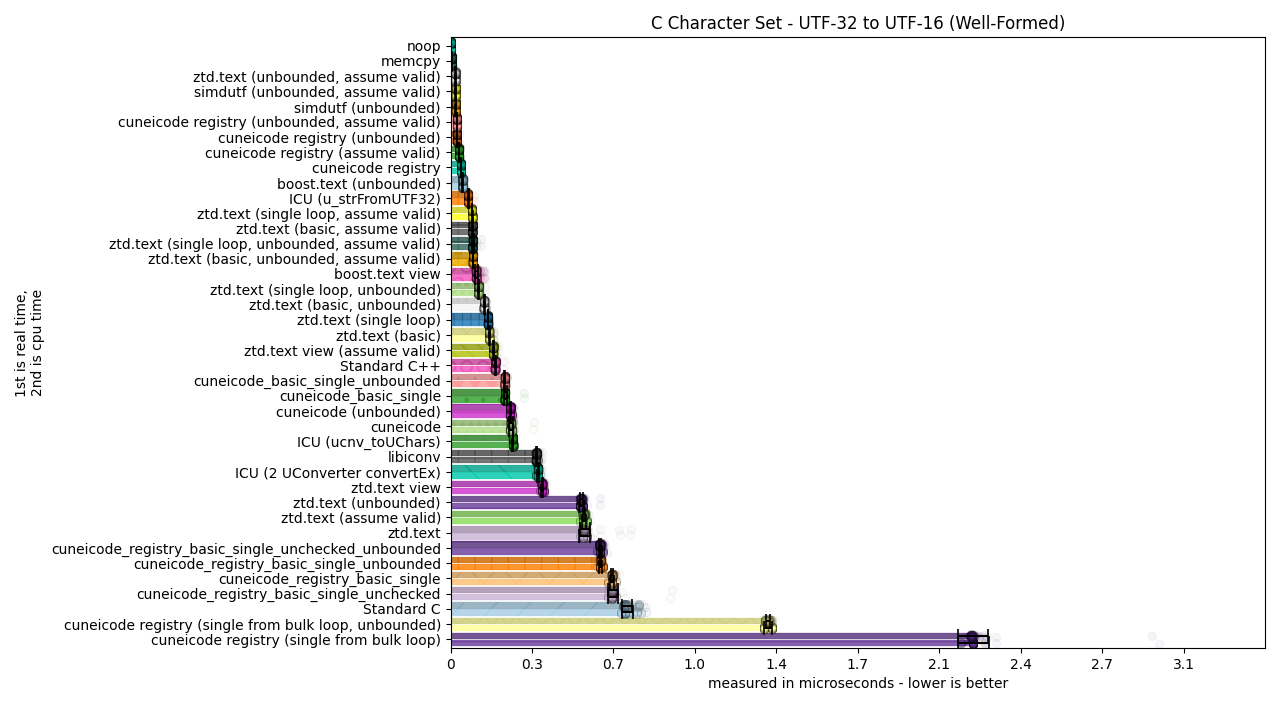 C Character Set - UTF-32 to UTF-16 (Well-Formed)
noop
memcpy
ztd.text (unbounded, assume valid)
simdutf (unbounded, assume valid)
simdutf (unbounded)
cuneicode registry (unbounded, assume valid)
cuneicode registry (unbounded)
cuneicode registry (assume valid)
cuneicode registry
boost.text (unbounded)
ICU (u_strFromUTF32)
ztd.text (single loop, assume valid)
ztd.text (basic, assume valid)
ztd.text (single loop, unbounded, assume valid)
ztd.text (basic, unbounded, assume valid)
boost.text view
ztd.text (single loop, unbounded)
ztd.text (basic, unbounded)
ztd.text (single loop)
ztd.text (basic)
ztd.text view (assume valid)
Standard C++
cuneicode_basic_single_unbounded
cuneicode_basic_single
cuneicode (unbounded)
cuneicode
ICU (ucnv_toUChars)
libiconv
ICU (2 UConverter convertEx)
ztd.text view
ztd.text (unbounded)
ztd.text (assume valid)
ztd.text
cuneicode_registry_basic_single_unchecked_unbounded
cuneicode_registry_basic_single_unbounded
cuneicode_registry_basic_single
cuneicode_registry_basic_single_unchecked
Standard C
cuneicode registry (single from bulk loop, unbounded)
cuneicode registry (single from bulk loop)
1st is real time,
2nd is cpu time
0 0.3 0.7 1.0 1.4 1.7 2.1 2.4 2.7 3.1
measured in microseconds - lower is better